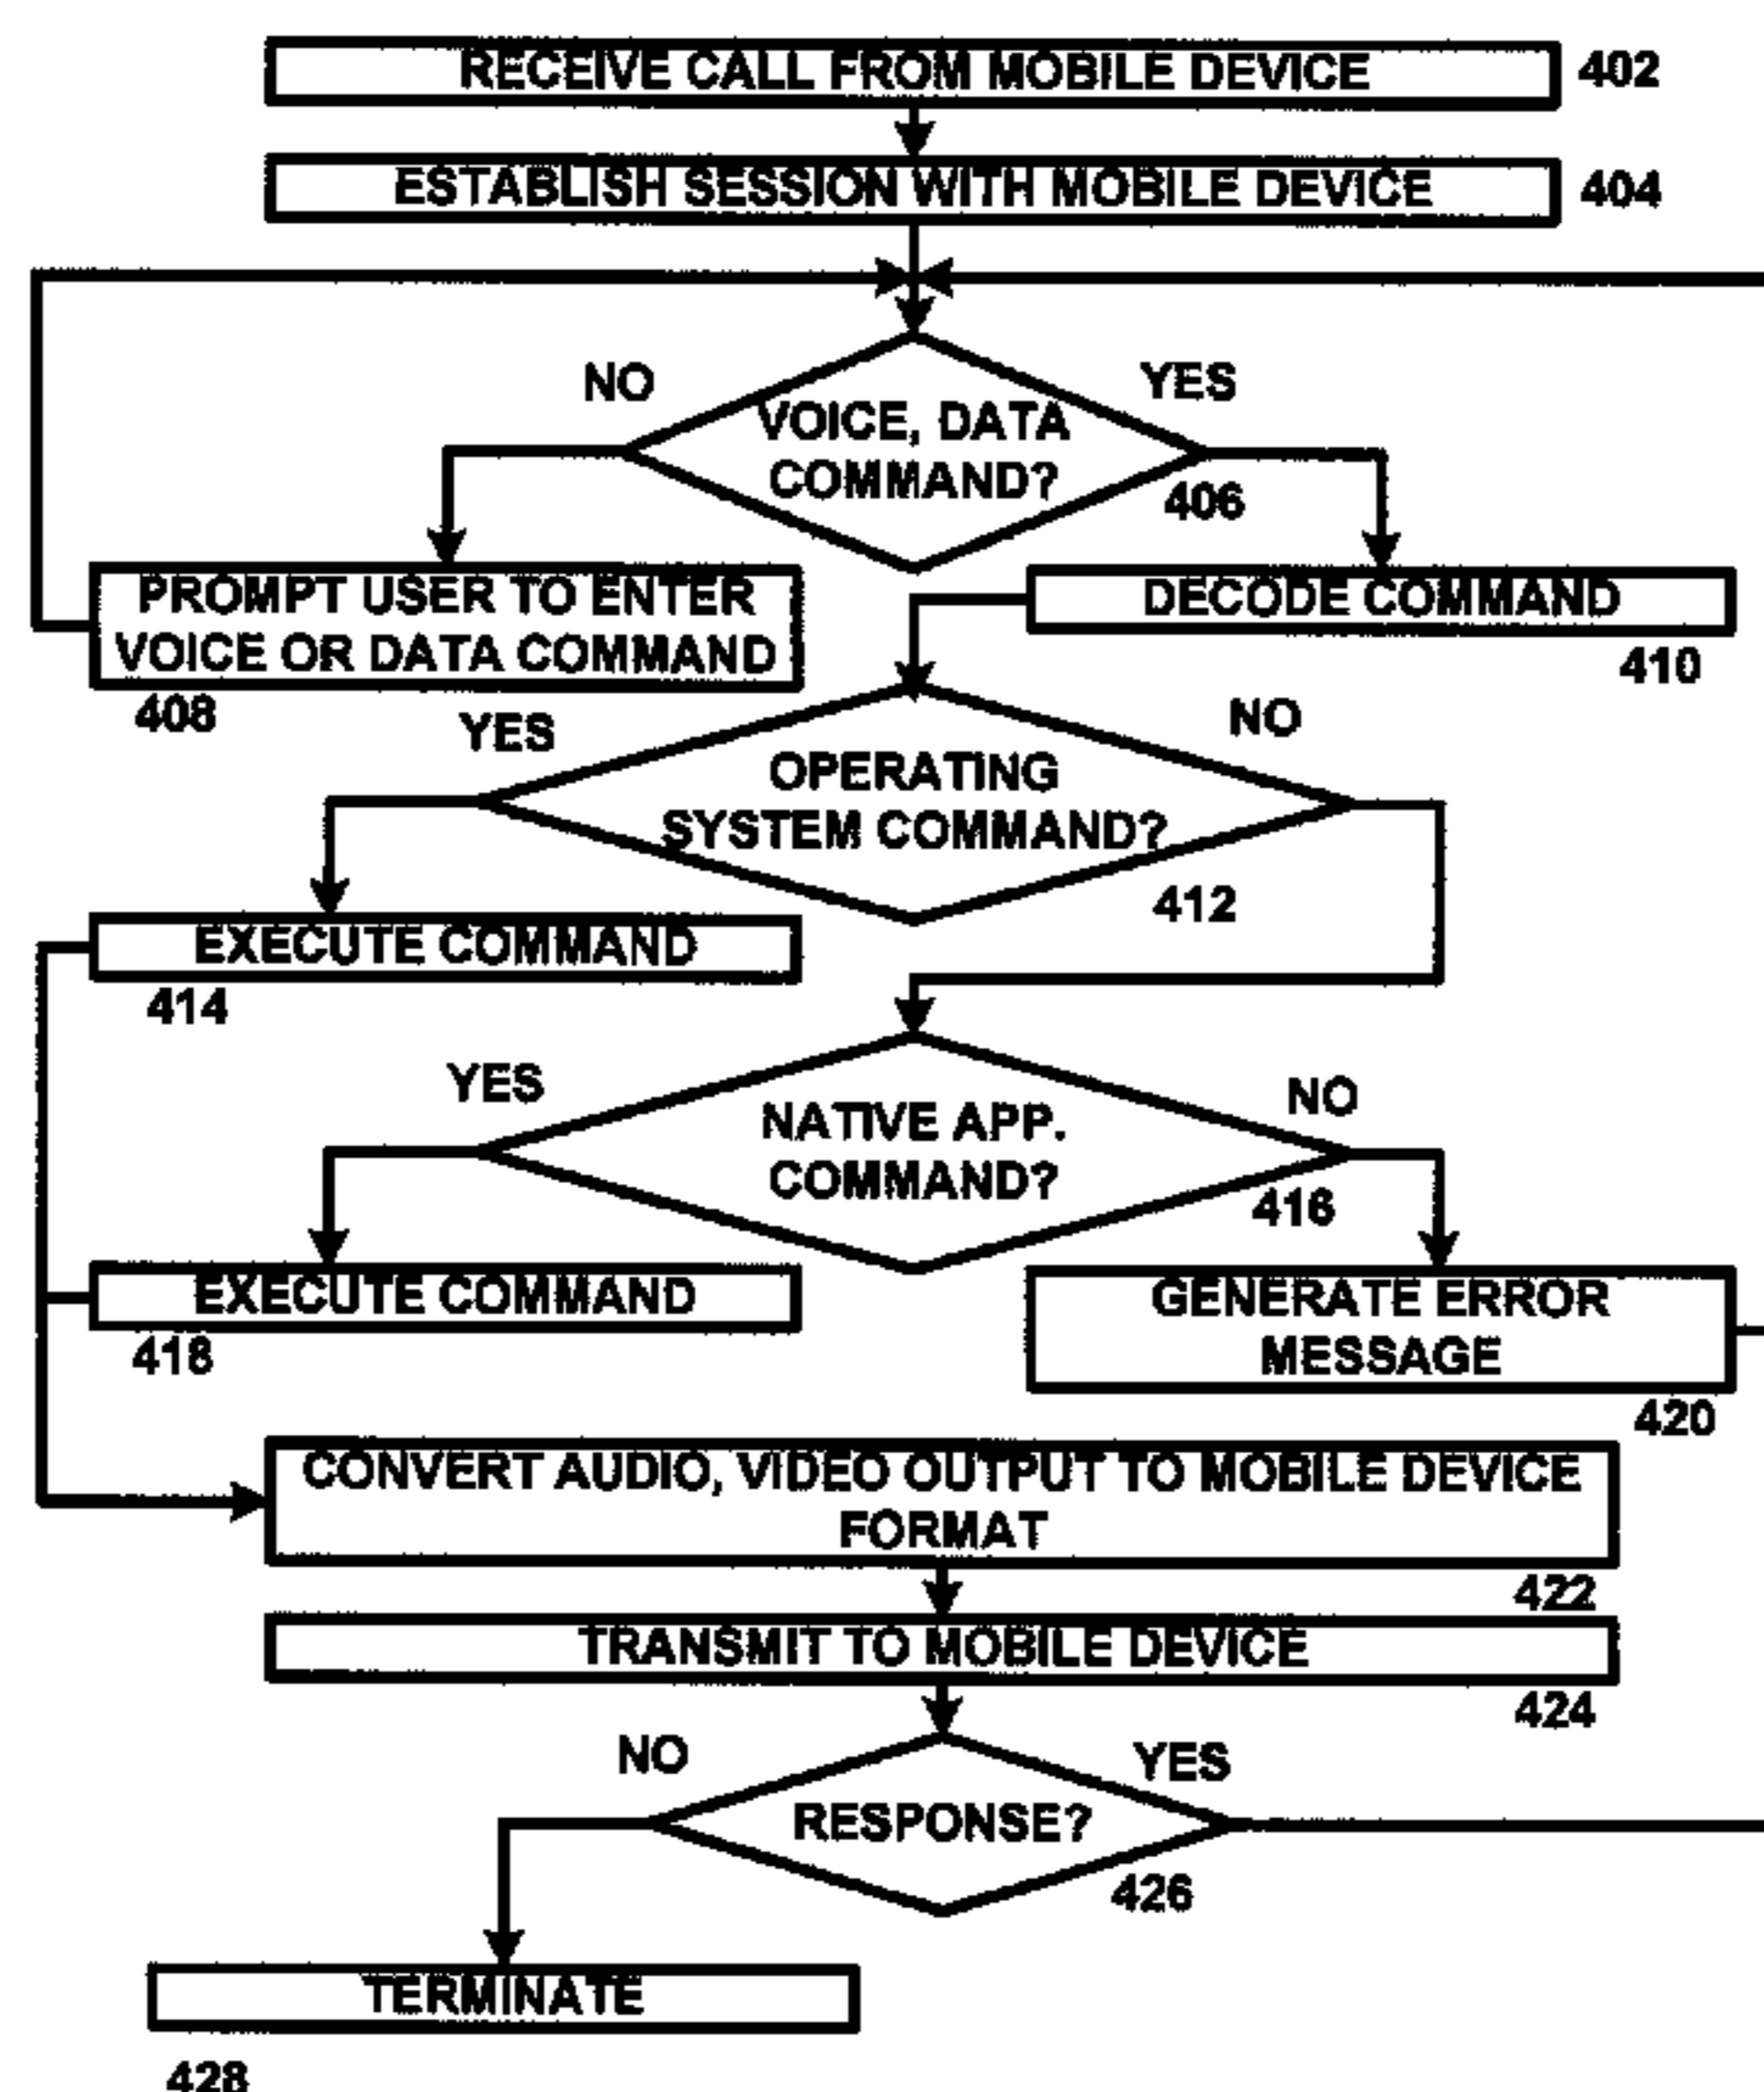 RECEIVE CALL FROM MOBILE DEVICE
402
ESTABLISH SESSION WITH MOBILE DEVICE
404
NO
YES
VOICE, DATA
COMMAND?
406
PROMPT USER TO ENTER
VOICE OR DATA COMMAND
408
DECODE COMMAND
410
YES
NO
OPERATING
SYSTEM COMMAND?
412
EXECUTE COMMAND
414
YES
NO
NATIVE APP.
COMMAND?
416
EXECUTE COMMAND
418
GENERATE ERROR
MESSAGE
420
CONVERT AUDIO, VIDEO OUTPUT TO MOBILE DEVICE
FORMAT
422
TRANSMIT TO MOBILE DEVICE
424
NO
YES
RESPONSE?
426
TERMINATE
428